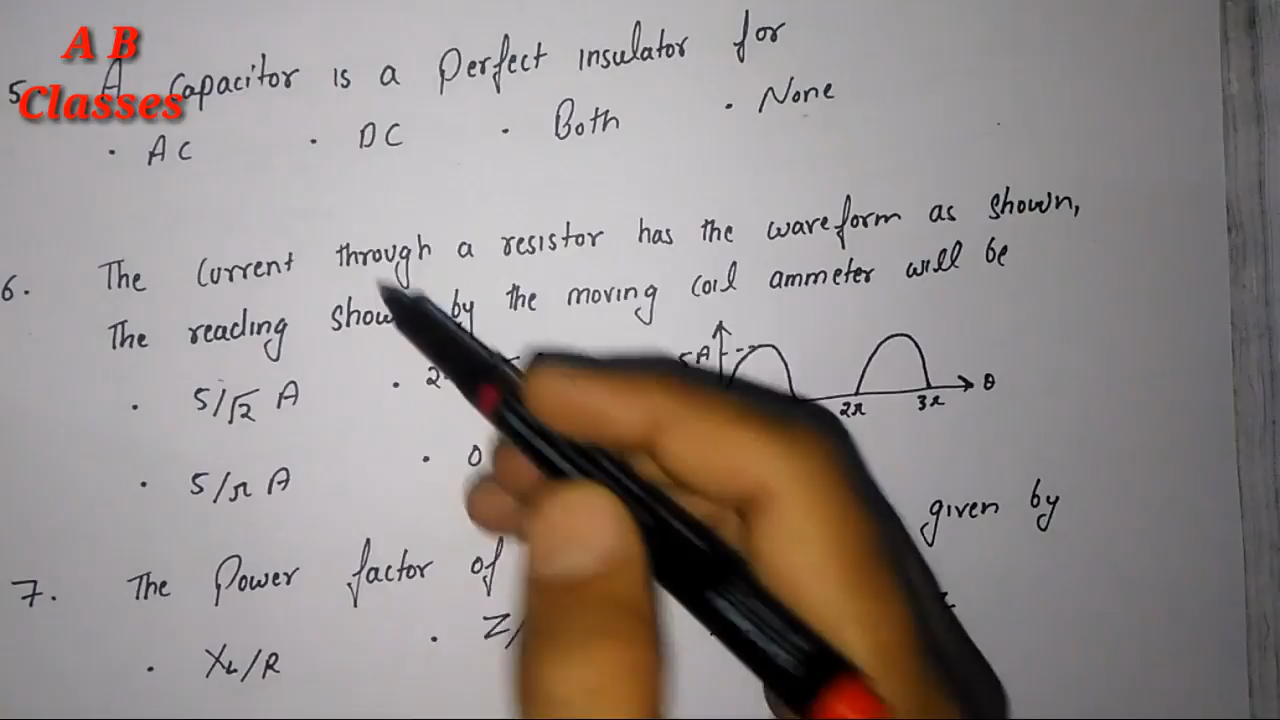 A B
Classes
5. A Capacitor is a Perfect insulator for
· AC · DC · Both · None
6. The Current through a resistor has the waveform as shown,
The reading by the moving coil ammeter will be
5A
2π 3π θ
· 5/√2 A
· 5/π A · 0
7. The Power factor of given by
· XL/R